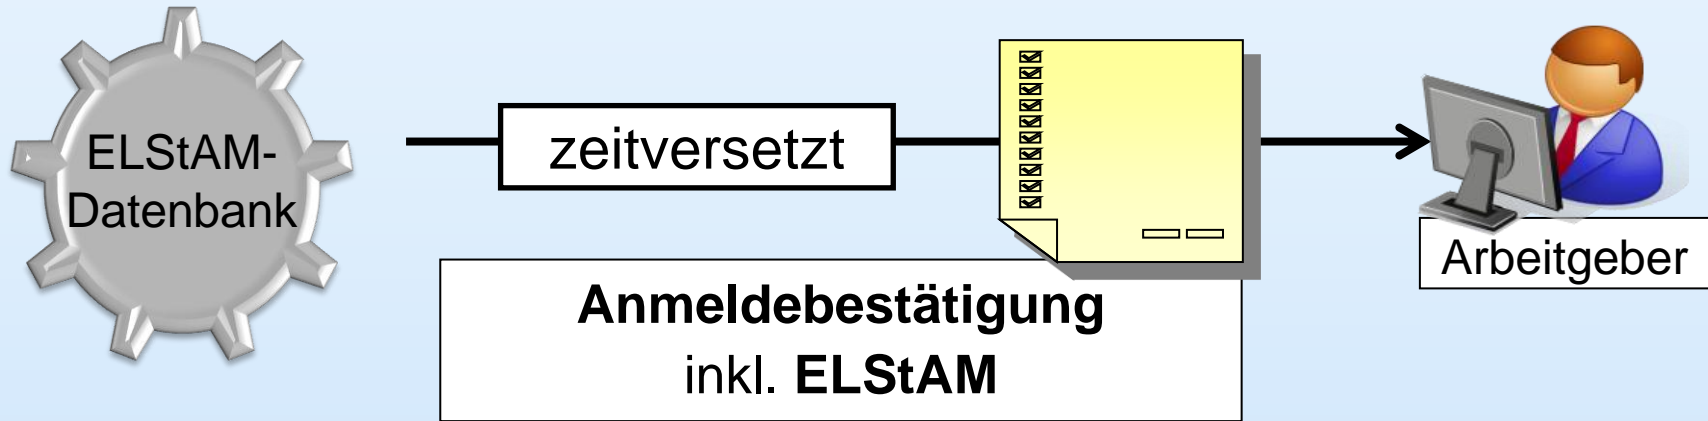 ELStAM-
Datenbank
zeitversetzt
Anmeldebestätigung
inkl. ELStAM
Arbeitgeber